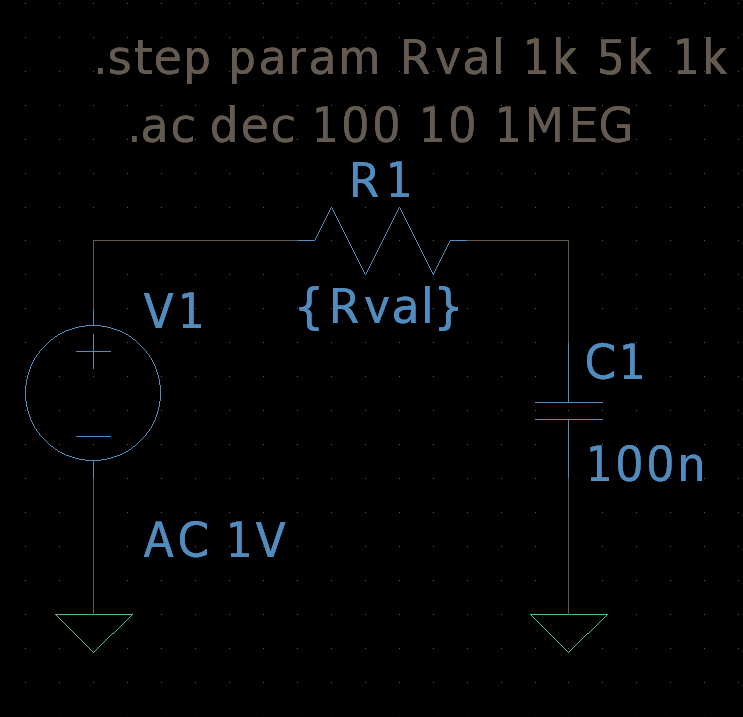 .step param Rval 1k 5k 1k
.ac dec 100 10 1MEG
R1
V1
{Rval}
C1
100n
AC 1V